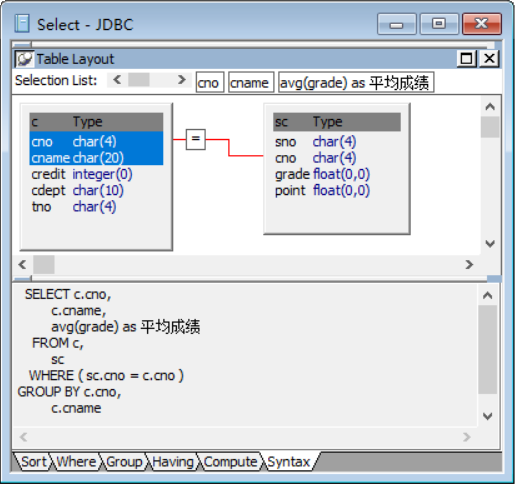 Select - JDBC
Table Layout
Selection List: cno cname avg(grade) as 平均成绩
c Type
cno char(4)
cname char(20)
credit integer(0)
cdept char(10)
tno char(4)
=
sc Type
sno char(4)
cno char(4)
grade float(0,0)
point float(0,0)
SELECT c.cno,
c.cname,
avg(grade) as 平均成绩
FROM c,
sc
WHERE ( sc.cno = c.cno )
GROUP BY c.cno,
c.cname
Sort Where Group Having Compute Syntax